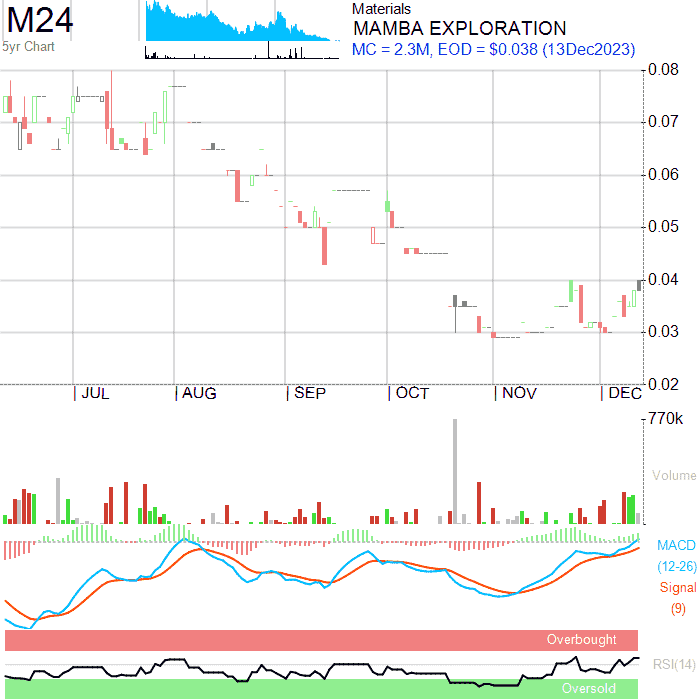 M24
5yr Chart
Materials
MAMBA EXPLORATION
MC = 2.3M, EOD = $0.038 (13Dec2023)
0.08
0.07
0.06
0.05
0.04
0.03
0.02
JUL AUG SEP OCT NOV DEC
770k
Volume
MACD
(12-26)
Signal
(9)
Overbought
RSI(14)
Oversold